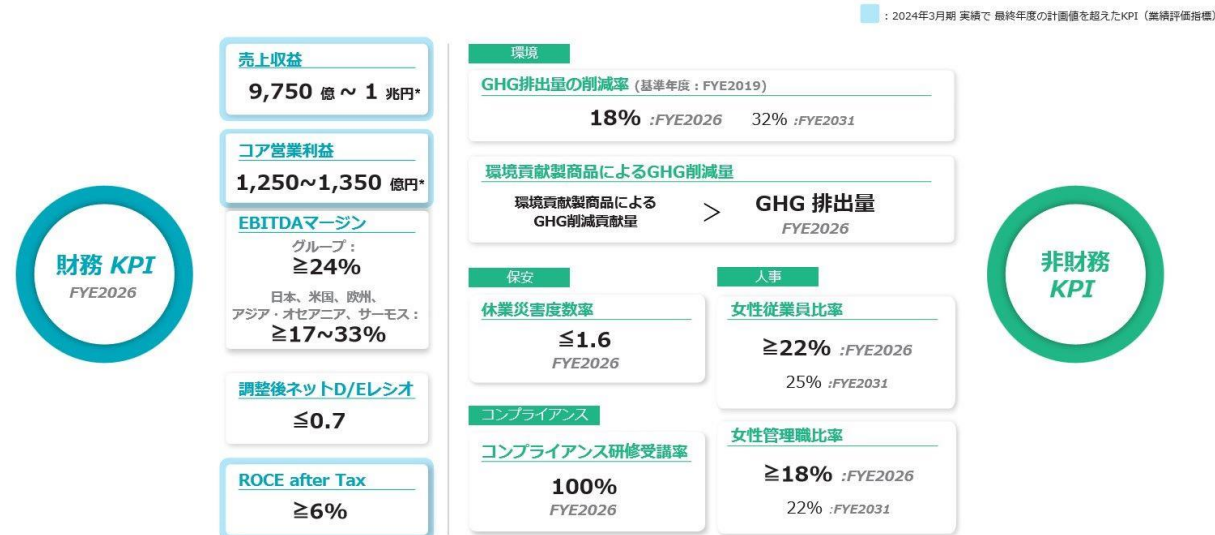 ：2024年3月期 実績で 最終年度の計画値を超えたKPI（業績評価指標）
財務 KPI
FYE2026
売上収益
9,750 億 ～ 1 兆円*
コア営業利益
1,250~1,350 億円*
EBITDAマージン
グループ：
≧24%
日本、米国、欧州、
アジア・オセアニア、サーモス：
≧17~33%
調整後ネットD/Eレシオ
≦0.7
ROCE after Tax
≧6%
環境
GHG排出量の削減率 (基準年度：FYE2019)
18% :FYE2026 32% :FYE2031
環境貢献製商品によるGHG削減量
環境貢献製商品による
GHG削減貢献量
＞
GHG 排出量
FYE2026
保安
休業災害度数率
≦1.6
FYE2026
コンプライアンス
コンプライアンス研修受講率
100%
FYE2026
人事
女性従業員比率
≧22% :FYE2026
25% :FYE2031
女性管理職比率
≧18% :FYE2026
22% :FYE2031
非財務
KPI